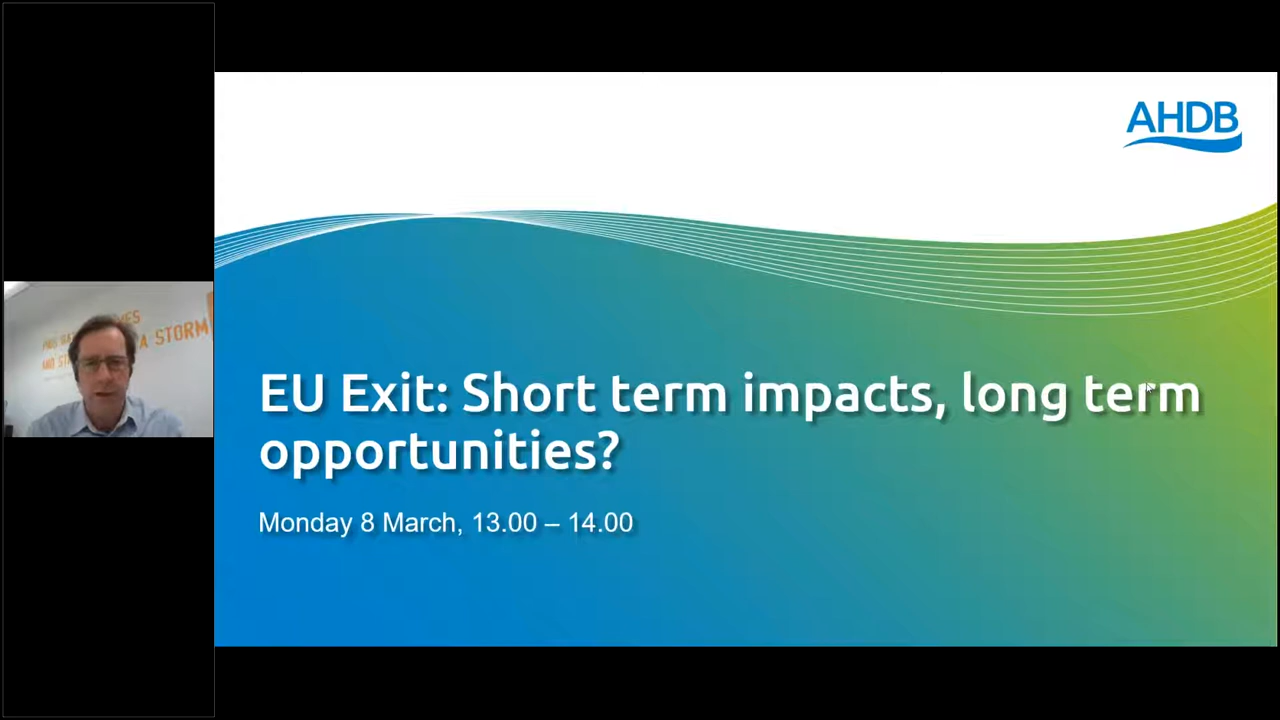 AHDB
EU Exit: Short term impacts, long term
opportunities?
Monday 8 March, 13.00 – 14.00
A STORM